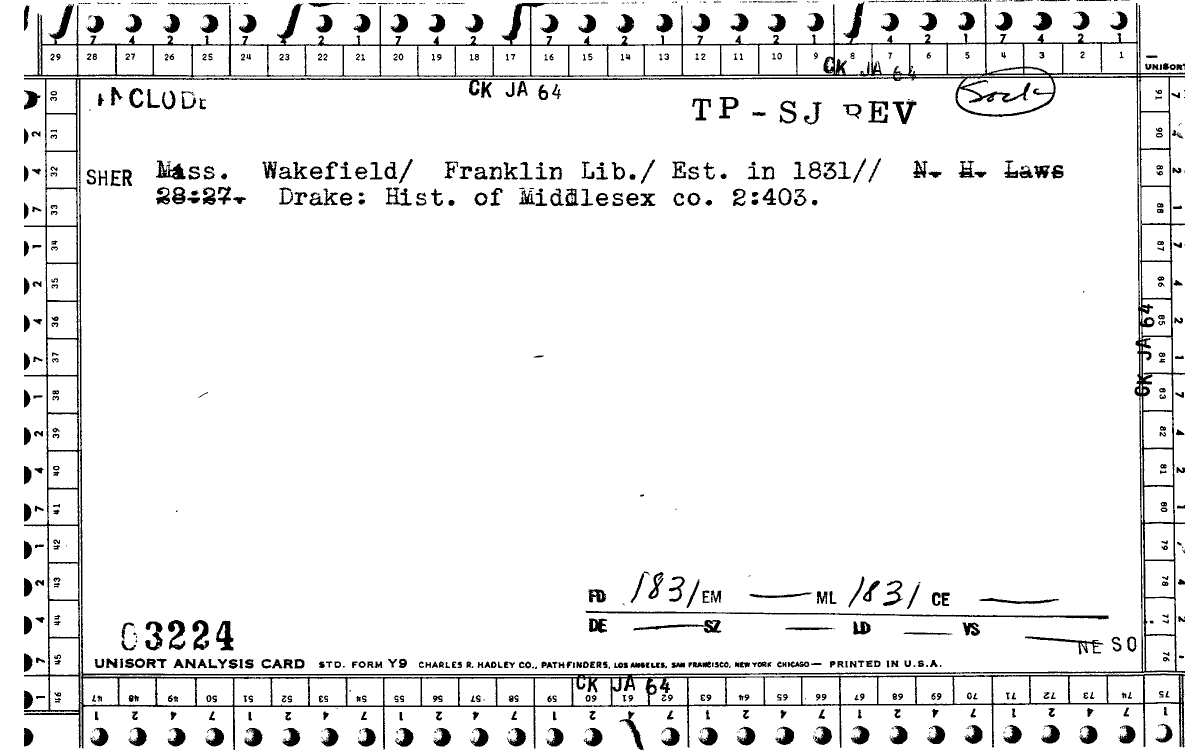 7 4 2 1 7 4 2 1 7 4 2 1 7 4 2 1 7 4 2 1 7 4 2 1 7 4 2 1
29 28 27 26 25 24 23 22 21 20 19 18 17 16 15 14 13 12 11 10 9 8 7 6 5 4 3 2 1
CK JA 64
UNISORT
INCLUDE CK JA 64 TP-SJ REV Sock
SHER Mass. Wakefield/ Franklin Lib./ Est. in 1831// N. H. Laws
28:27. Drake: Hist. of Middlesex co. 2:403.
30 31 32 33 34 35 36 37 38 39 40 41 42 43 44 45 46
91 90 89 88 87 86 85 84 83 82 81 80 79 78 77 76
CK JA 64
FD 1831 EM — ML 1831 CE —
DE — SZ — LD — VS —
NE SO
03224
UNISORT ANALYSIS CARD STD. FORM Y9 CHARLES R. HADLEY CO., PATHFINDERS, LOS ANGELES, SAN FRANCISCO, NEW YORK CHICAGO — PRINTED IN U.S.A.
CK JA 64
47 48 49 50 51 52 53 54 55 56 57 58 59 60 61 62 63 64 65 66 67 68 69 70 71 72 73 74 75